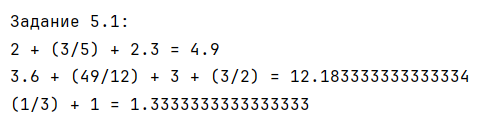 Задание 5.1:
2 + (3/5) + 2.3 = 4.9
3.6 + (49/12) + 3 + (3/2) = 12.183333333333334
(1/3) + 1 = 1.3333333333333333